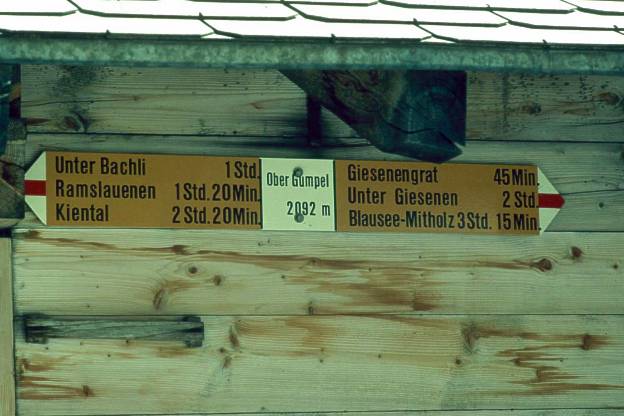 Unter Bachli 1 Std.
Ramslauenen 1 Std. 20 Min.
Kiental 2 Std. 20 Min.
Ober Gumpel
2092 m
Giesenengrat 45 Min.
Unter Giesenen 2 Std.
Blausee-Mitholz 3 Std. 15 Min.